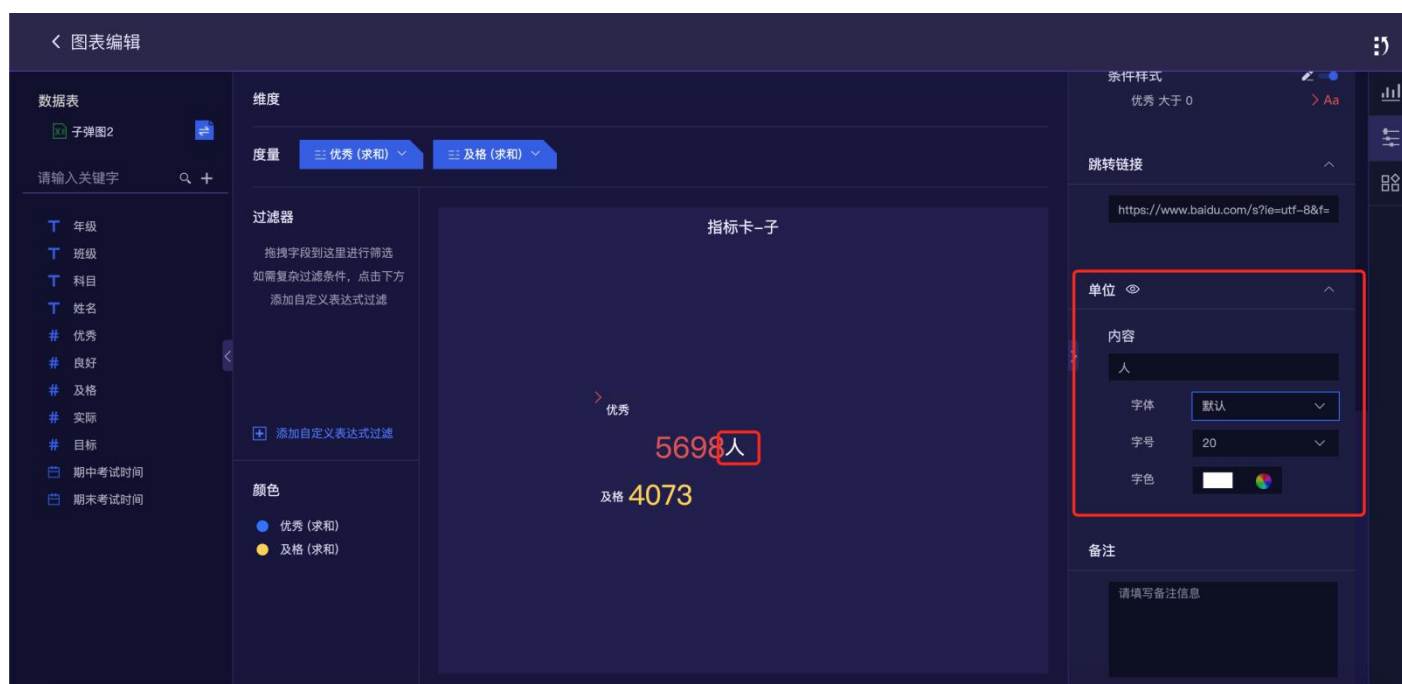 图表编辑
数据表
子弹图2
请输入关键字
年级
班级
科目
姓名
优秀
良好
及格
实际
目标
期中考试时间
期末考试时间
维度
度量
优秀 (求和)
及格 (求和)
过滤器
拖拽字段到这里进行筛选
如需复杂过滤条件，点击下方
添加自定义表达式过滤
添加自定义表达式过滤
颜色
优秀 (求和)
及格 (求和)
指标卡-子
优秀
5698人
及格 4073
条件样式
优秀 大于 0
Aa
跳转链接
https://www.baidu.com/s?ie=utf-8&f=
单位
内容
人
字体 默认
字号 20
字色
备注
请填写备注信息